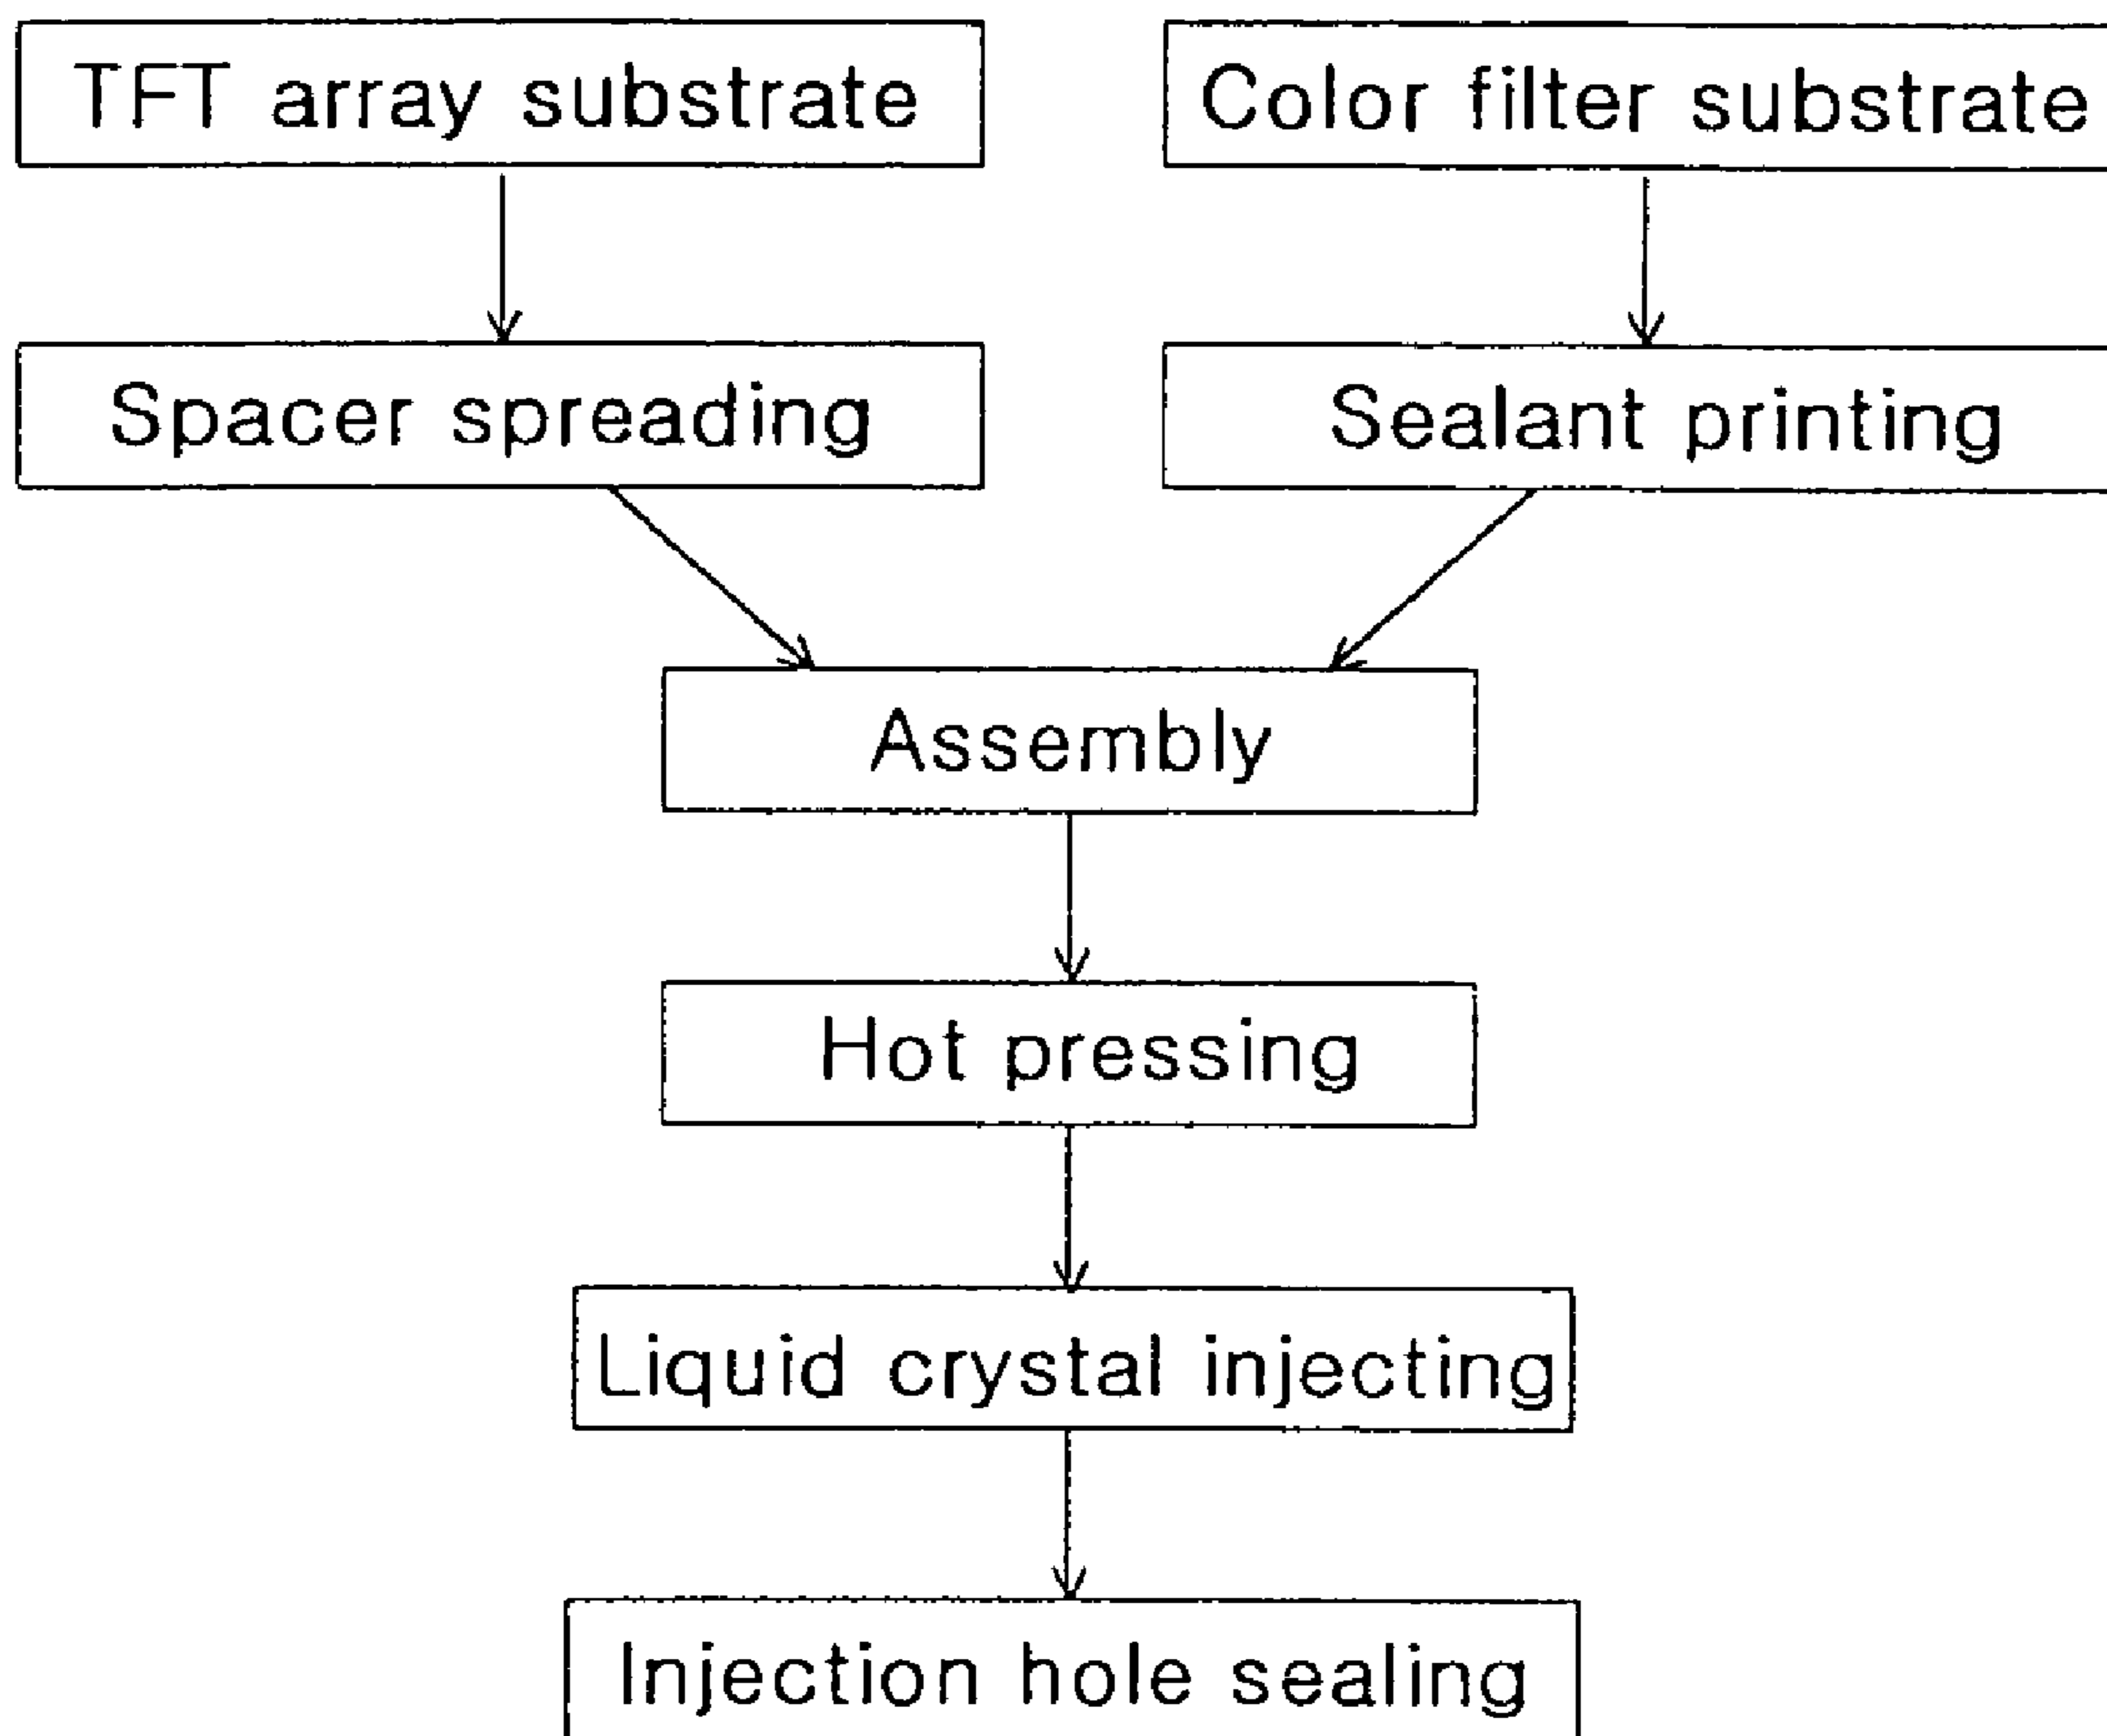 TFT array substrate
Color filter substrate
Spacer spreading
Sealant printing
Assembly
Hot pressing
Liquid crystal injecting
Injection hole sealing